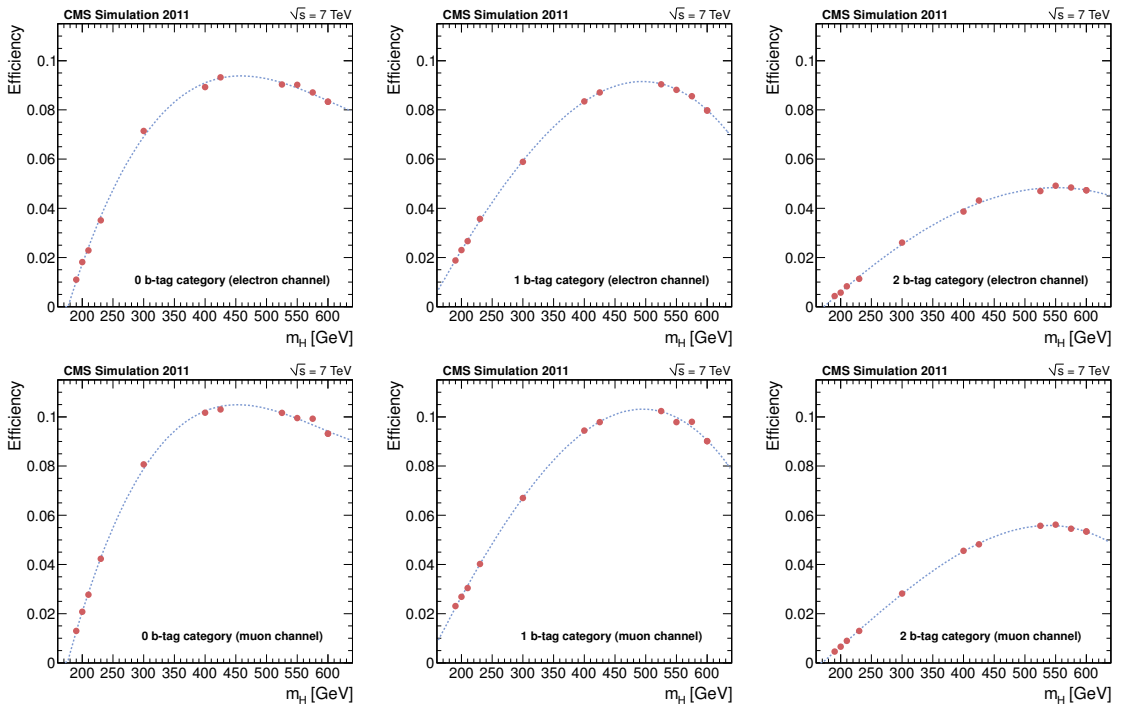 CMS Simulation 2011 √s = 7 TeV
Efficiency
0.1
0.08
0.06
0.04
0.02
0
0 b-tag category (electron channel)
200 250 300 350 400 450 500 550 600
m_H [GeV]
CMS Simulation 2011 √s = 7 TeV
Efficiency
0.1
0.08
0.06
0.04
0.02
0
1 b-tag category (electron channel)
200 250 300 350 400 450 500 550 600
m_H [GeV]
CMS Simulation 2011 √s = 7 TeV
Efficiency
0.1
0.08
0.06
0.04
0.02
0
2 b-tag category (electron channel)
200 250 300 350 400 450 500 550 600
m_H [GeV]
CMS Simulation 2011 √s = 7 TeV
Efficiency
0.1
0.08
0.06
0.04
0.02
0
0 b-tag category (muon channel)
200 250 300 350 400 450 500 550 600
m_H [GeV]
CMS Simulation 2011 √s = 7 TeV
Efficiency
0.1
0.08
0.06
0.04
0.02
0
1 b-tag category (muon channel)
200 250 300 350 400 450 500 550 600
m_H [GeV]
CMS Simulation 2011 √s = 7 TeV
Efficiency
0.1
0.08
0.06
0.04
0.02
0
2 b-tag category (muon channel)
200 250 300 350 400 450 500 550 600
m_H [GeV]